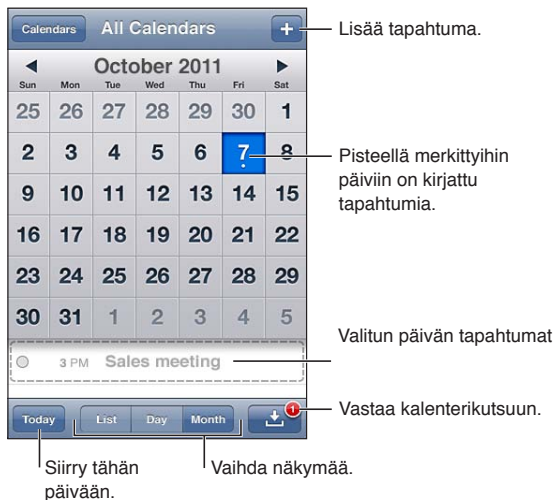 Calendars All Calendars +
Lisää tapahtuma.
October 2011
Sun Mon Tue Wed Thu Fri Sat
25 26 27 28 29 30 1
2 3 4 5 6 7 8
Pisteellä merkittyihin
päiviin on kirjattu
tapahtumia.
9 10 11 12 13 14 15
16 17 18 19 20 21 22
23 24 25 26 27 28 29
30 31 1 2 3 4 5
Valitun päivän tapahtumat
3 PM Sales meeting
Today List Day Month 1
Vastaa kalenterikutsuun.
Siirry tähän
päivään.
Vaihda näkymää.